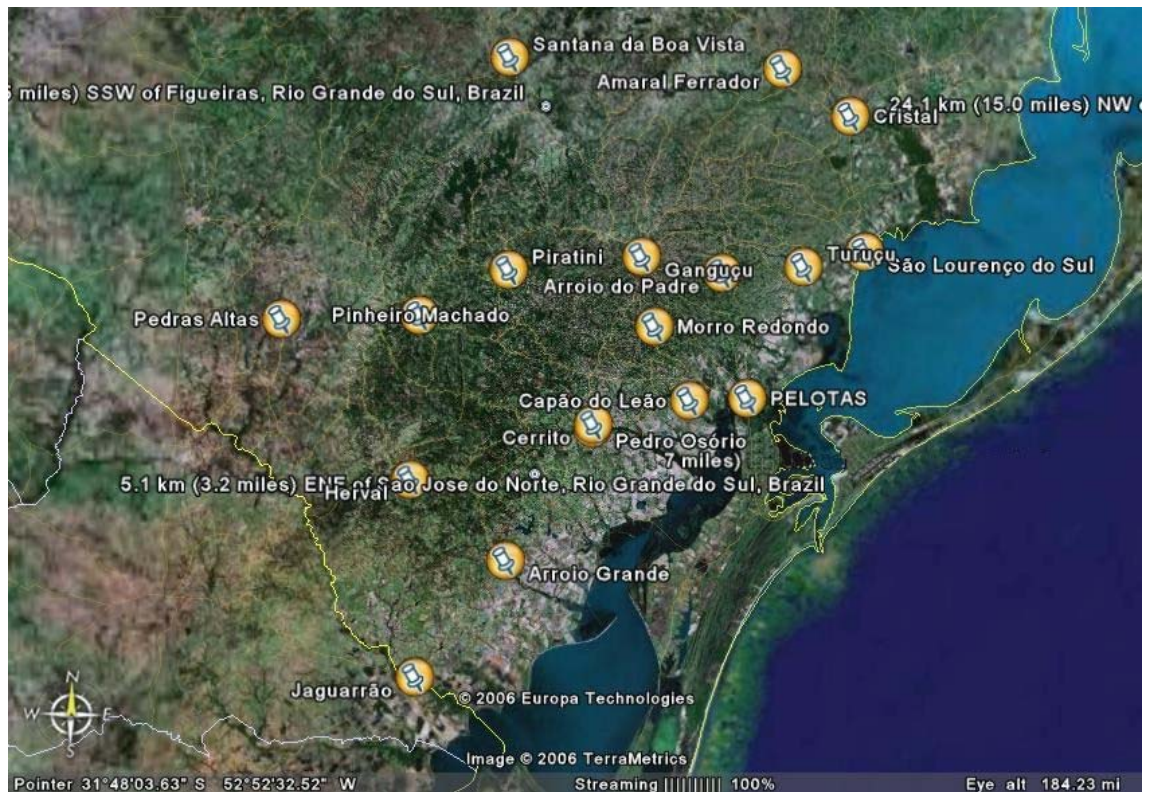 Santana da Boa Vista
Amaral Ferrador
miles) SSW of Figueiras, Rio Grande do Sul, Brazil
24.1 km (15.0 miles) NW
Cristal
Piratini
Turuçu
Ganguçu
São Lourenço do Sul
Arroio do Padre
Pedras Altas
Pinheiro Machado
Morro Redondo
Capão do Leão
PELOTAS
Cerrito
Pedro Osório
7 miles)
5.1 km (3.2 miles) ENE of Sao Jose do Norte, Rio Grande do Sul, Brazil
Herval
Arroio Grande
Jaguarrão
© 2006 Europa Technologies
N
W E
S
Image © 2006 TerraMetrics
Pointer 31°48'03.63" S 52°52'32.52" W Streaming ||||||||| 100% Eye alt 184.23 mi